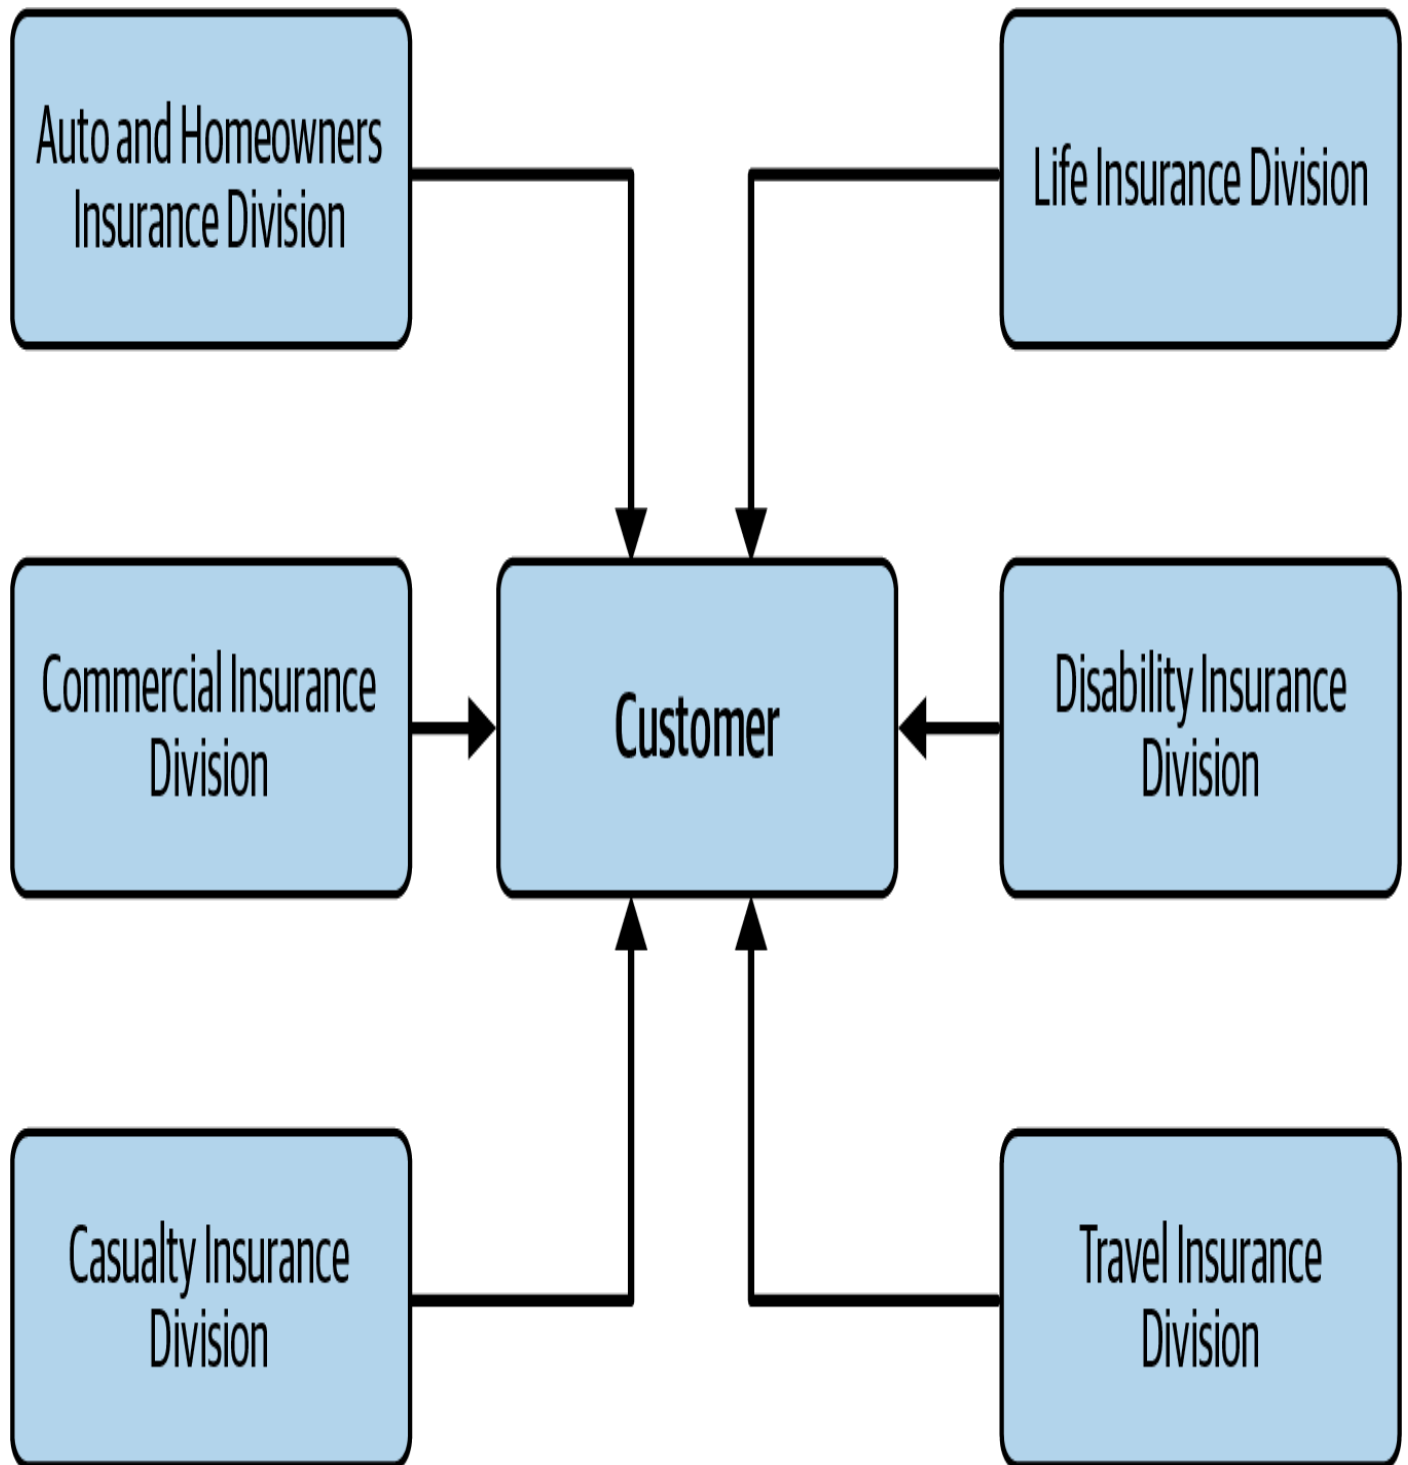 Auto and Homeowners
Insurance Division
Life Insurance Division
Commercial Insurance
Division
Customer
Disability Insurance
Division
Casualty Insurance
Division
Travel Insurance
Division